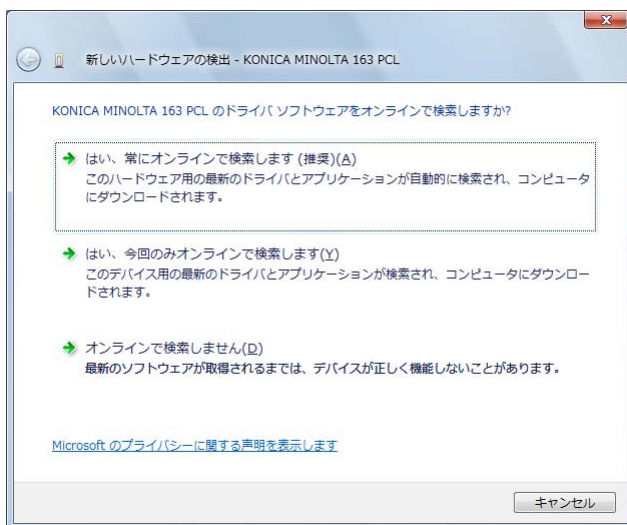 新しいハードウェアの検出 - KONICA MINOLTA 163 PCL
KONICA MINOLTA 163 PCL のドライバ ソフトウェアをオンラインで検索しますか?
はい、常にオンラインで検索します (推奨)(A)
このハードウェア用の最新のドライバとアプリケーションが自動的に検索され、コンピュータ
にダウンロードされます。
はい、今回のみオンラインで検索します(Y)
このデバイス用の最新のドライバとアプリケーションが検索され、コンピュータにダウンロー
ドされます。
オンラインで検索しません(D)
最新のソフトウェアが取得されるまでは、デバイスが正しく機能しないことがあります。
Microsoft のプライバシーに関する声明を表示します
キャンセル